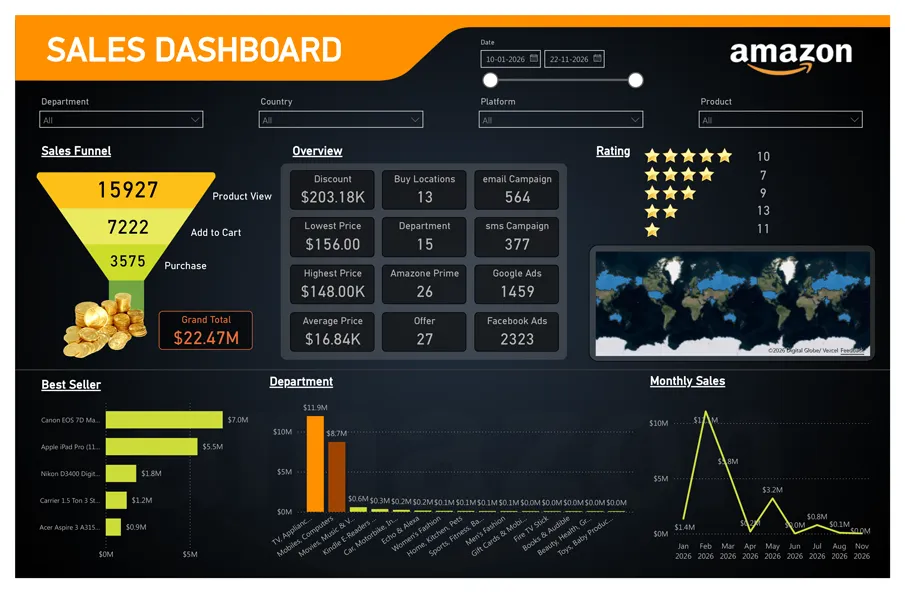 SALES DASHBOARD
Date
10-01-2026
22-11-2026
amazon
Department
All
Country
All
Platform
All
Product
All
Sales Funnel
15927
Product View
7222
Add to Cart
3575
Purchase
Grand Total
$22.47M
Overview
Discount
$203.18K
Buy Locations
13
email Campaign
564
Lowest Price
$156.00
Department
15
sms Campaign
377
Highest Price
$148.00K
Amazone Prime
26
Google Ads
1459
Average Price
$16.84K
Offer
27
Facebook Ads
2323
Rating
10
7
9
13
11
©2026 Digital Globe/ Vexcel Feedback
Best Seller
Canon EOS 7D Ma...
$7.0M
Apple iPad Pro (11...
$5.5M
Nikon D3400 Digit...
$1.8M
Carrier 1.5 Ton 3 St...
$1.2M
Acer Aspire 3 A315...
$0.9M
$0M
$5M
Department
$10M
$5M
$0M
$11.9M
$8.7M
$0.6M
$0.3M
$0.2M
$0.2M
$0.1M
$0.1M
$0.1M
$0.1M
$0.0M
$0.0M
$0.0M
$0.0M
$0.0M
TV, Applianc...
Mobiles, Computers
Movies, Music & V...
Kindle E-Readers ...
Car, Motorbike, In...
Echo & Alexa
Women's Fashion
Home, Kitchen, Pets
Sports, Fitness, Ba...
Men's Fashion
Gift Cards & Mobi...
Fire TV Stick
Books & Audible
Beauty, Health, Gr...
Toys, Baby Produc...
Monthly Sales
$10M
$5M
$0M
$1.4M
$5.8M
$0.2M
$3.2M
$0.0M
$0.8M
$0.1M
$0.0M
Jan 2026
Feb 2026
Mar 2026
Apr 2026
May 2026
Jun 2026
Jul 2026
Aug 2026
Nov 2026